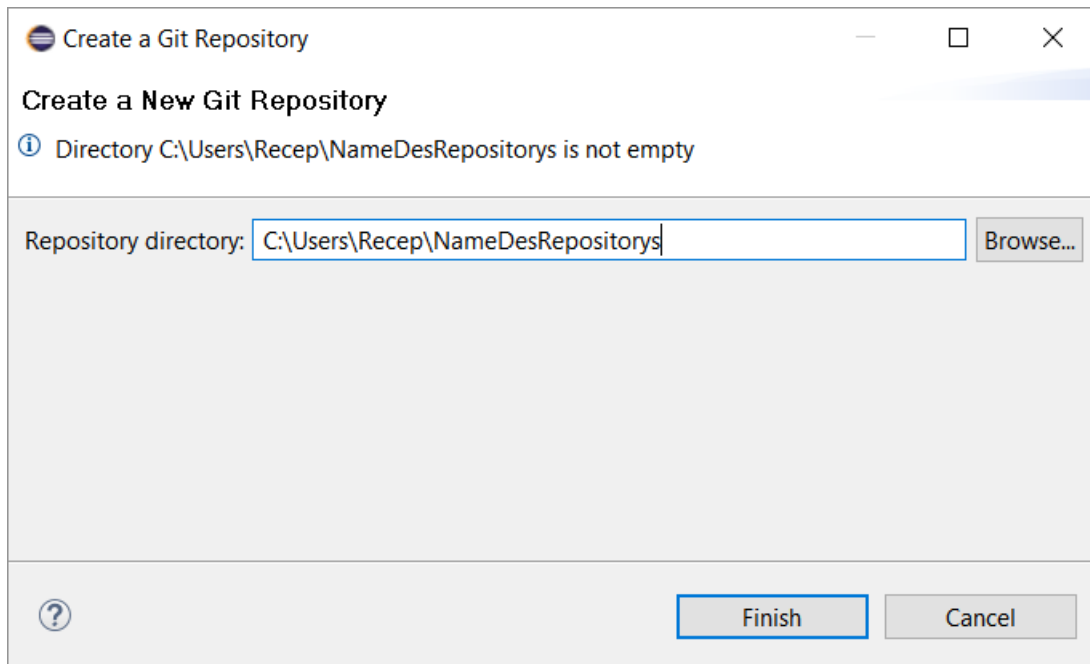 Create a Git Repository
Create a New Git Repository
Directory C:\Users\Recep\NameDesRepositorys is not empty
Repository directory: C:\Users\Recep\NameDesRepositorys Browse...
Finish Cancel